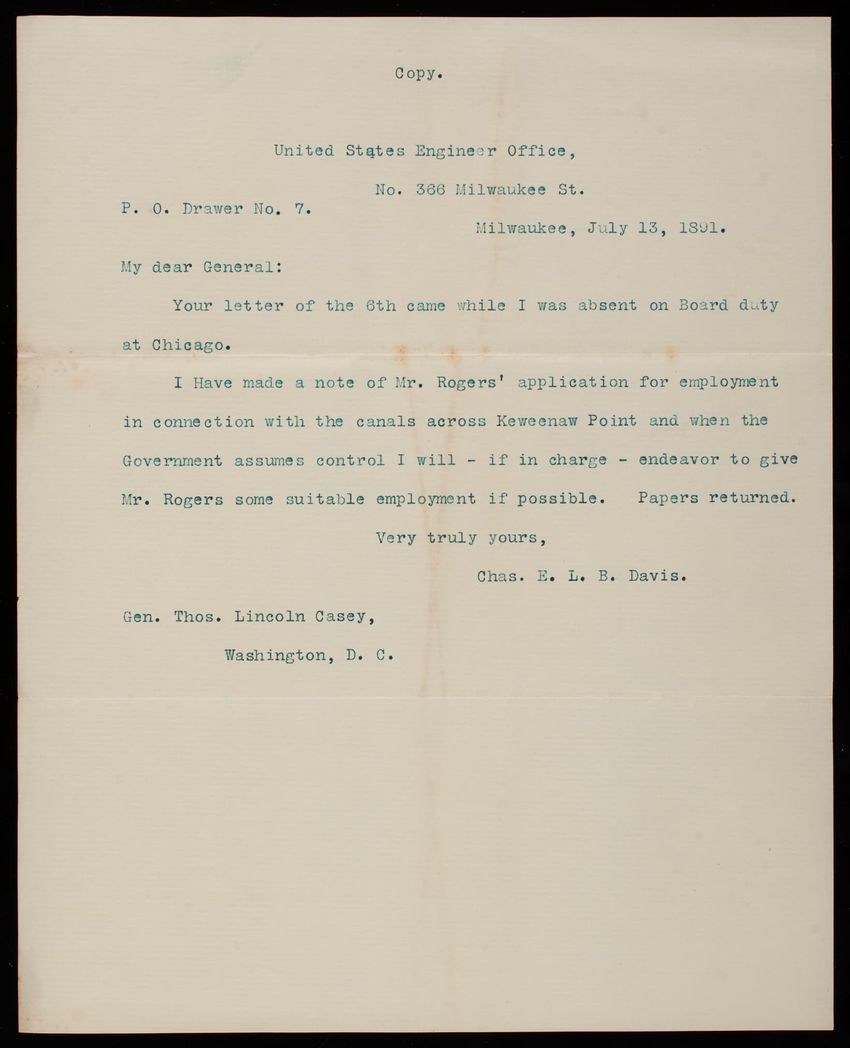 Copy.
United States Engineer Office,
No. 366 Milwaukee St.
P. O. Drawer No. 7.
Milwaukee, July 13, 1891.
My dear General:
Your letter of the 6th came while I was absent on Board duty
at Chicago.
I Have made a note of Mr. Rogers' application for employment
in connection with the canals across Keweenaw Point and when the
Government assumes control I will - if in charge - endeavor to give
Mr. Rogers some suitable employment if possible. Papers returned.
Very truly yours,
Chas. E. L. B. Davis.
Gen. Thos. Lincoln Casey,
Washington, D. C.